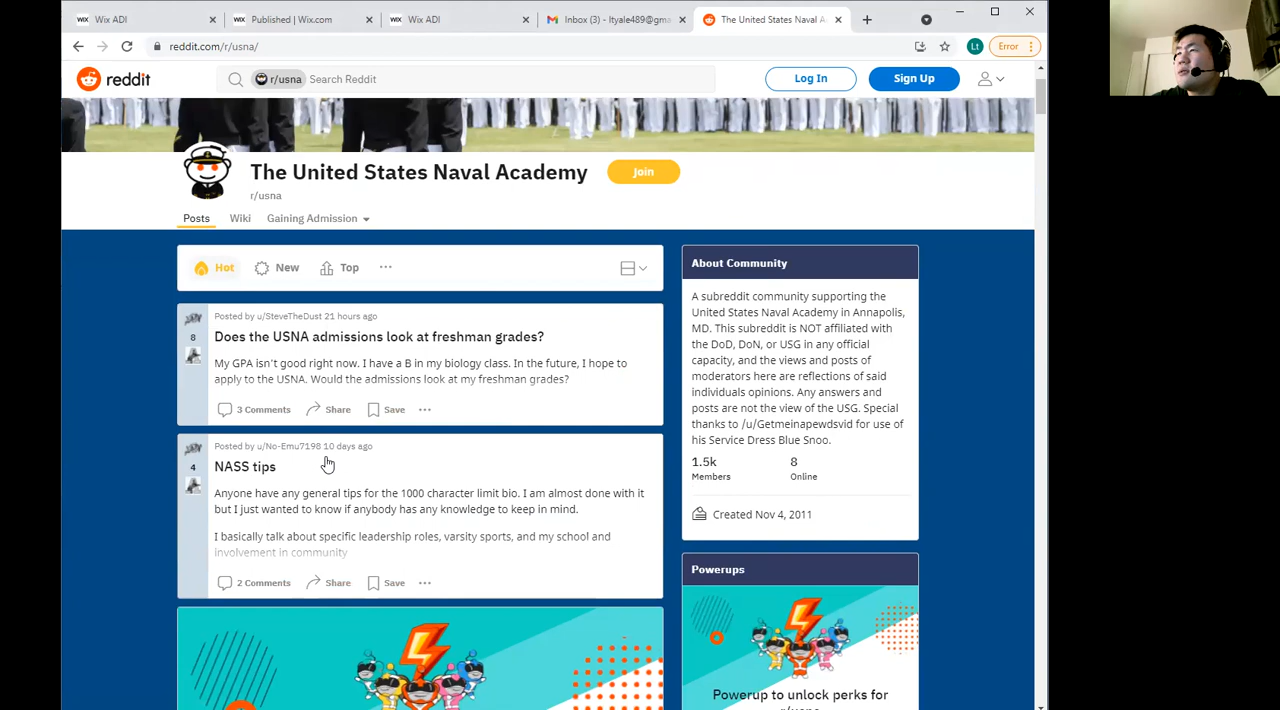 WIX Wix ADI
WIX Published | Wix.com
WIX Wix ADI
Inbox (3) - ltyale489@gma
The United States Naval A
reddit.com/r/usna/
Lt
Error
reddit
r/usna Search Reddit
Log In
Sign Up
The United States Naval Academy
Join
r/usna
Posts Wiki Gaining Admission
Hot New Top
Posted by u/SteveTheDust 21 hours ago
8
Does the USNA admissions look at freshman grades?
My GPA isn't good right now. I have a B in my biology class. In the future, I hope to
apply to the USNA. Would the admissions look at my freshman grades?
3 Comments Share Save
Posted by u/No-Emu7198 10 days ago
4
NASS tips
Anyone have any general tips for the 1000 character limit bio. I am almost done with it
but I just wanted to know if anybody has any knowledge to keep in mind.
I basically talk about specific leadership roles, varsity sports, and my school and
involvement in community
2 Comments Share Save
About Community
A subreddit community supporting the
United States Naval Academy in Annapolis,
MD. This subreddit is NOT affiliated with
the DoD, DoN, or USG in any official
capacity, and the views and posts of
moderators here are reflections of said
individuals opinions. Any answers and
posts are not the view of the USG. Special
thanks to /u/Getmeinapewdsvid for use of
his Service Dress Blue Snoo.
1.5k 8
Members Online
Created Nov 4, 2011
Powerups
Powerup to unlock perks for